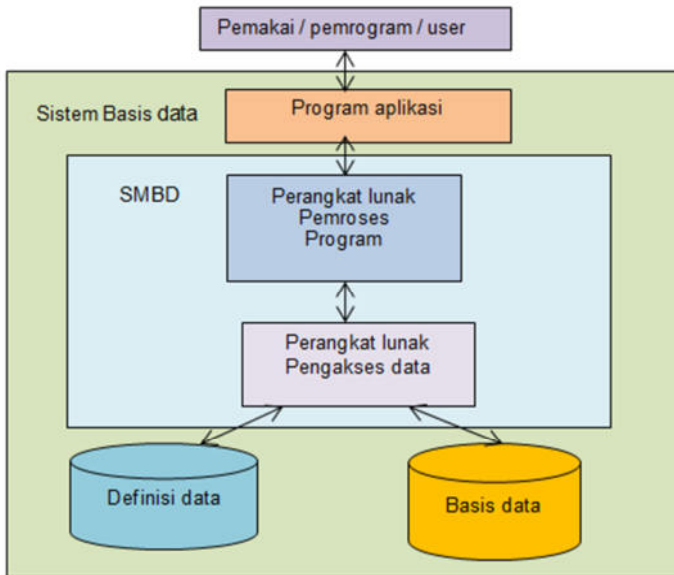 Pemakai / pemrogram / user
Sistem Basis data
Program aplikasi
SMBD
Perangkat lunak
Pemroses
Program
Perangkat lunak
Pengakses data
Definisi data
Basis data